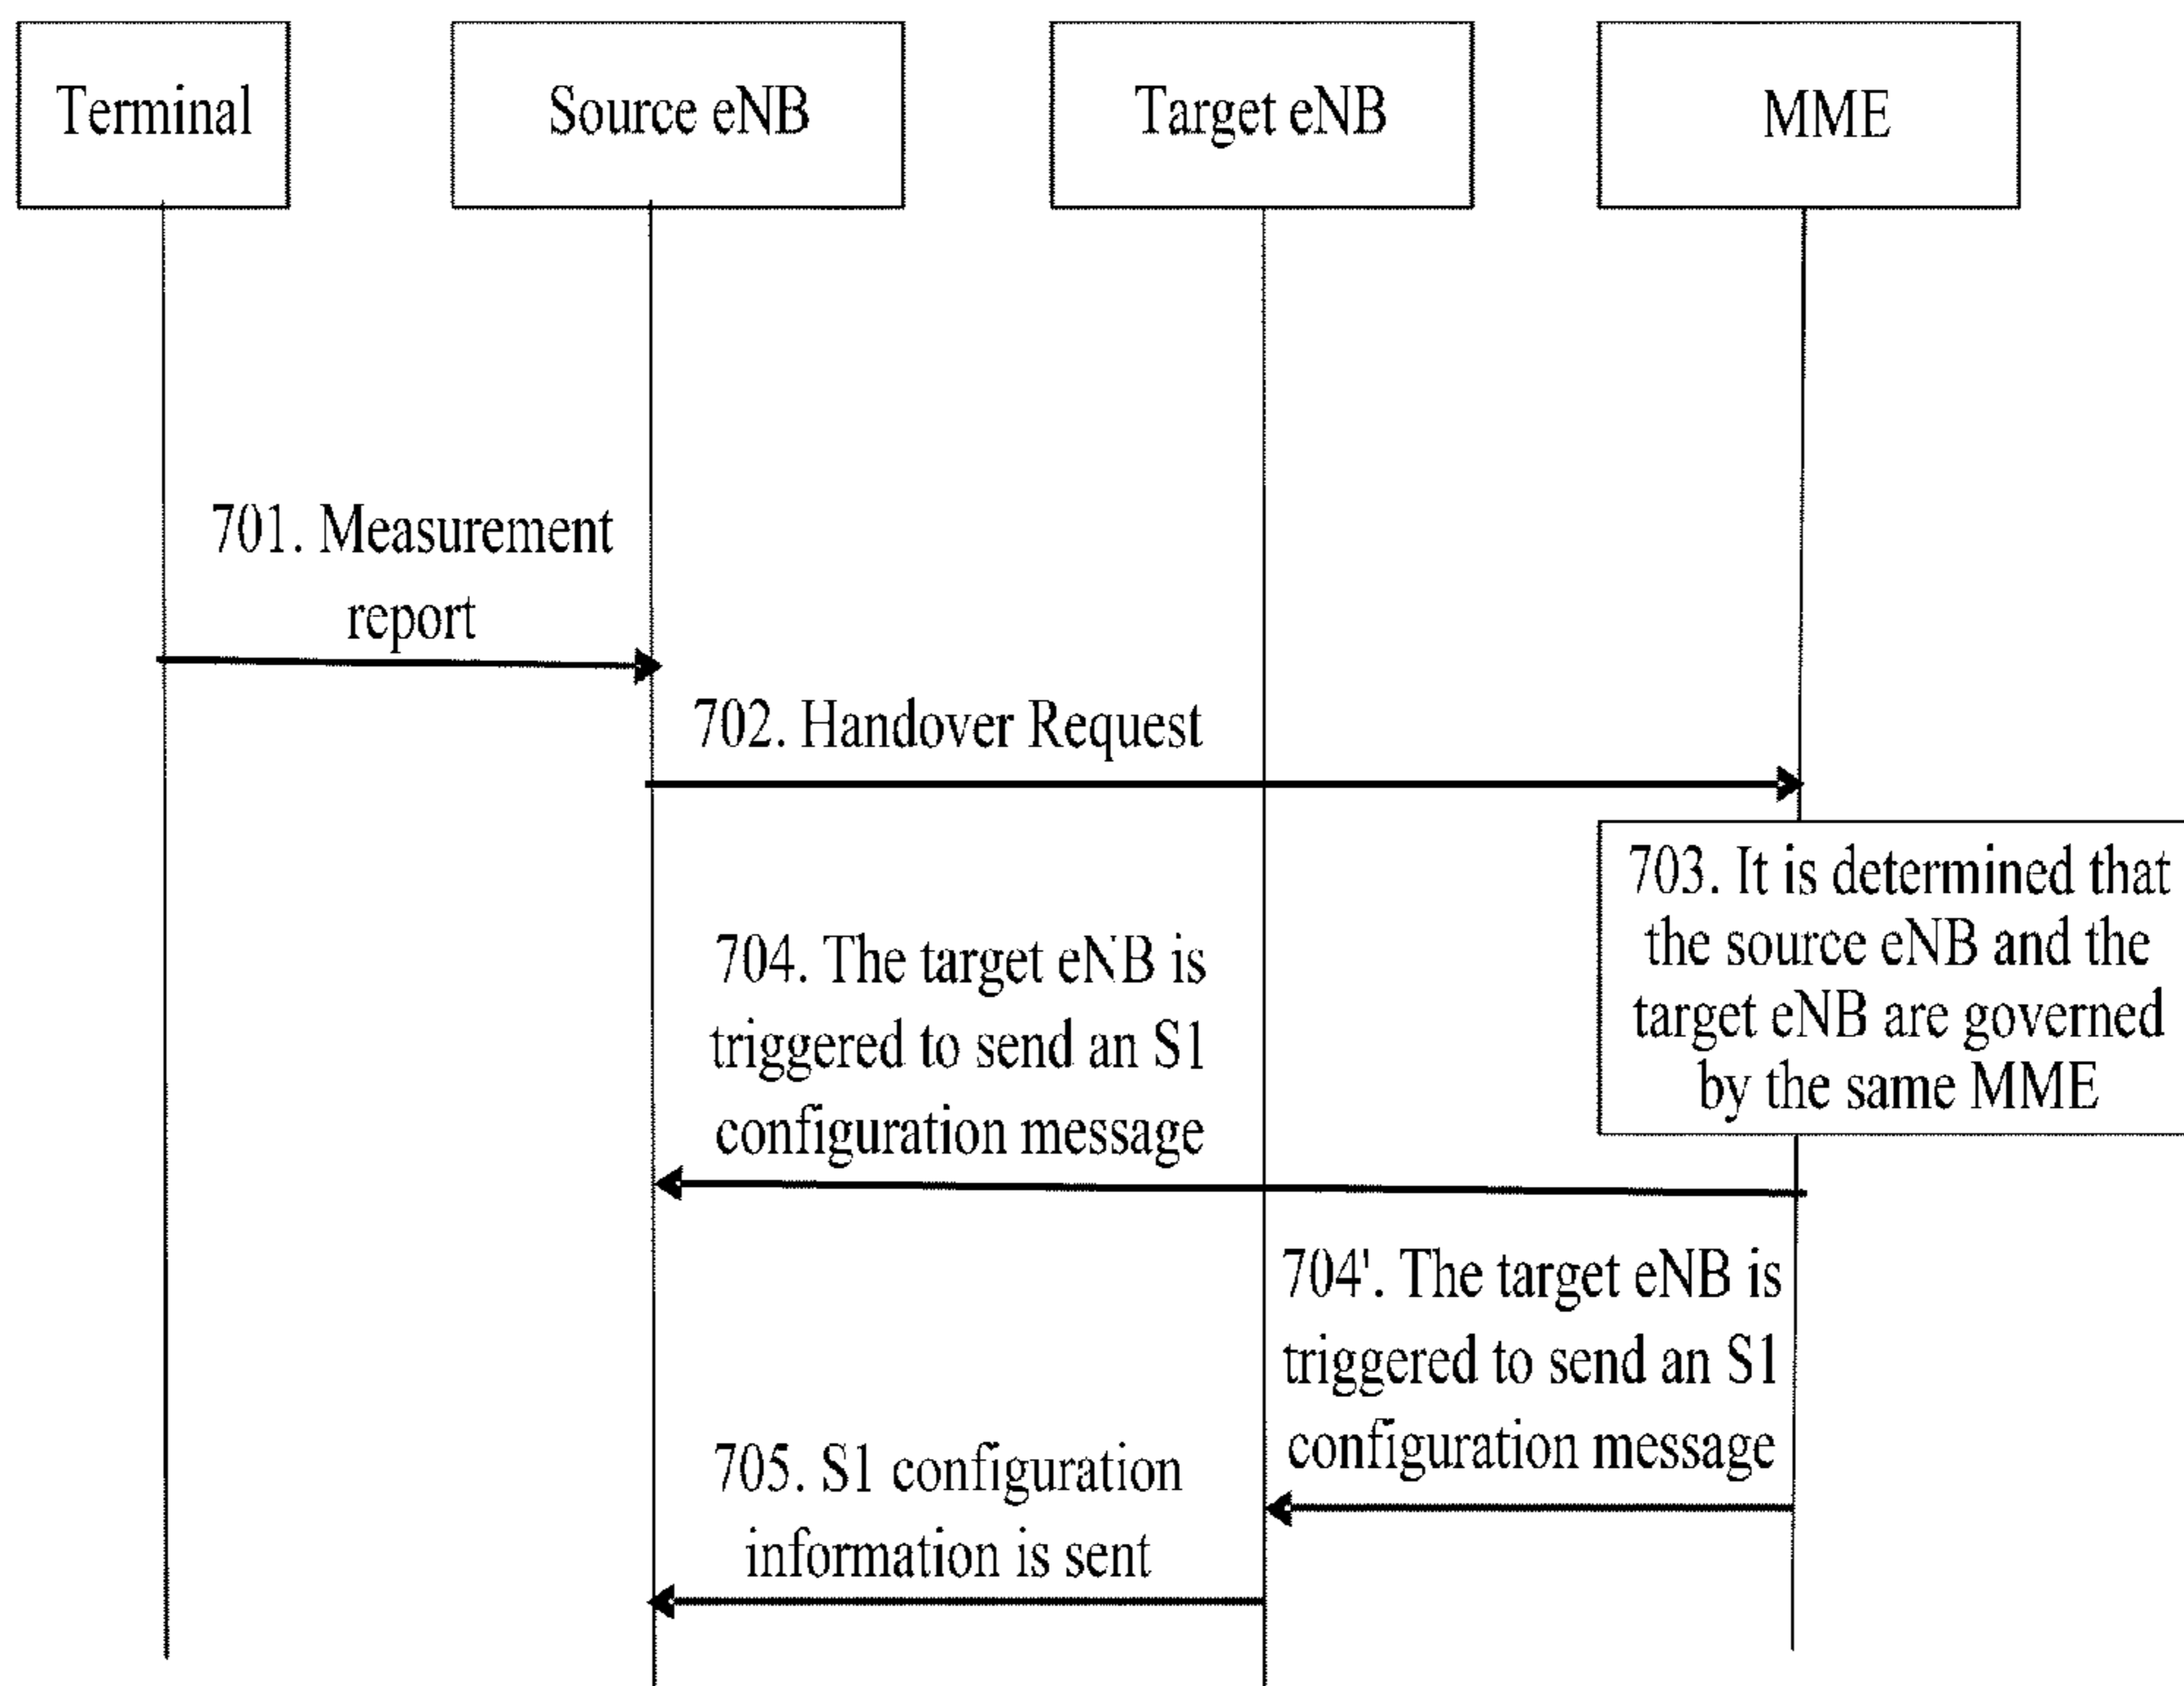 Terminal
Source eNB
Target eNB
MME
701. Measurement
report
702. Handover Request
703. It is determined that
the source eNB and the
target eNB are governed
by the same MME
704. The target eNB is
triggered to send an S1
configuration message
704'. The target eNB is
triggered to send an S1
configuration message
705. S1 configuration
information is sent